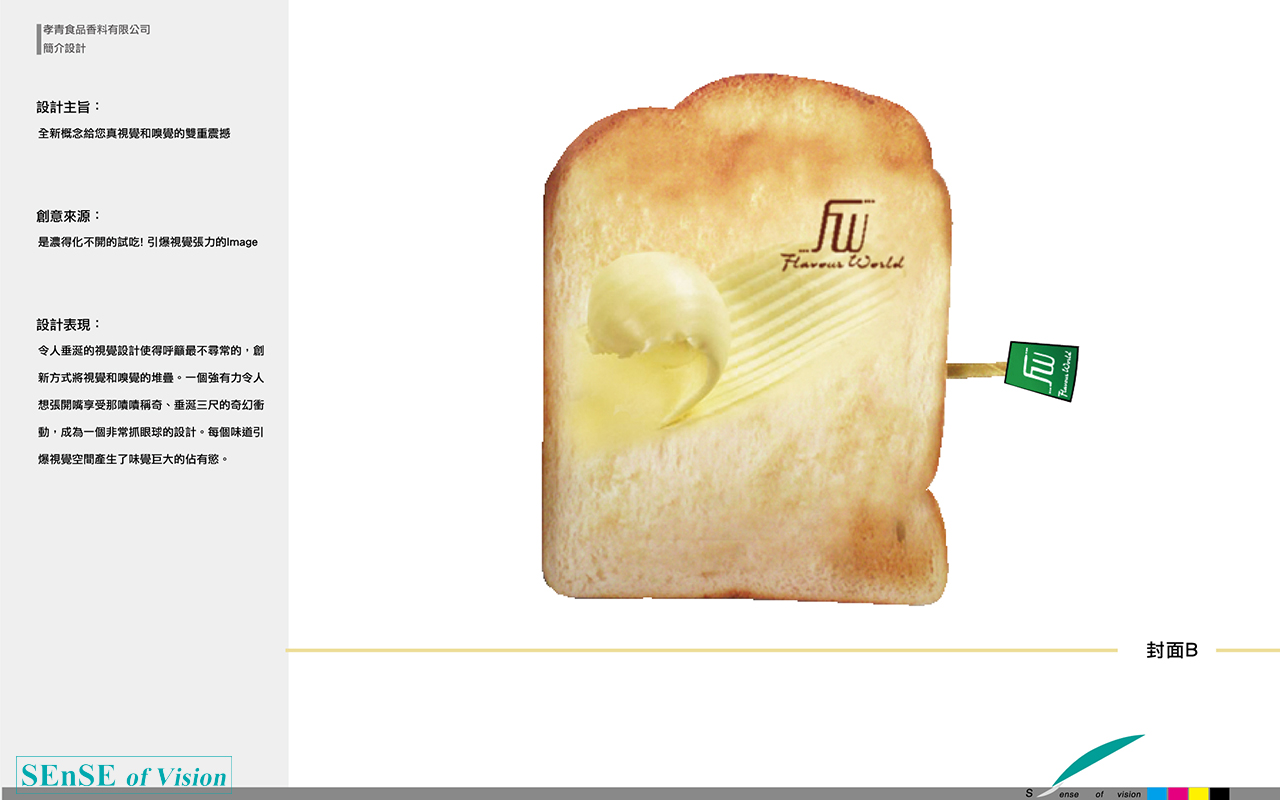 孝青食品香料有限公司
簡介設計
設計主旨：
全新概念給您真視覺和嗅覺的雙重震撼
創意來源：
是濃得化不開的試吃! 引爆視覺張力的Image
設計表現：
令人垂涎的視覺設計使得呼籲最不尋常的，創
新方式將視覺和嗅覺的堆疊。一個強有力令人
想張開嘴享受那嘖嘖稱奇、垂涎三尺的奇幻衝
動，成為一個非常抓眼球的設計。每個味道引
爆視覺空間產生了味覺巨大的佔有慾。
fw
Flavour World
fw
Flavour World
封面B
SEnSE of Vision
Sense of vision